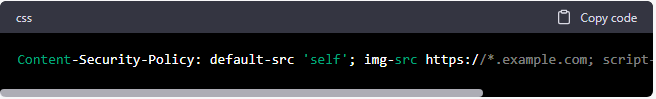 css Copy code
Content-Security-Policy: default-src 'self'; img-src https://*.example.com; script-